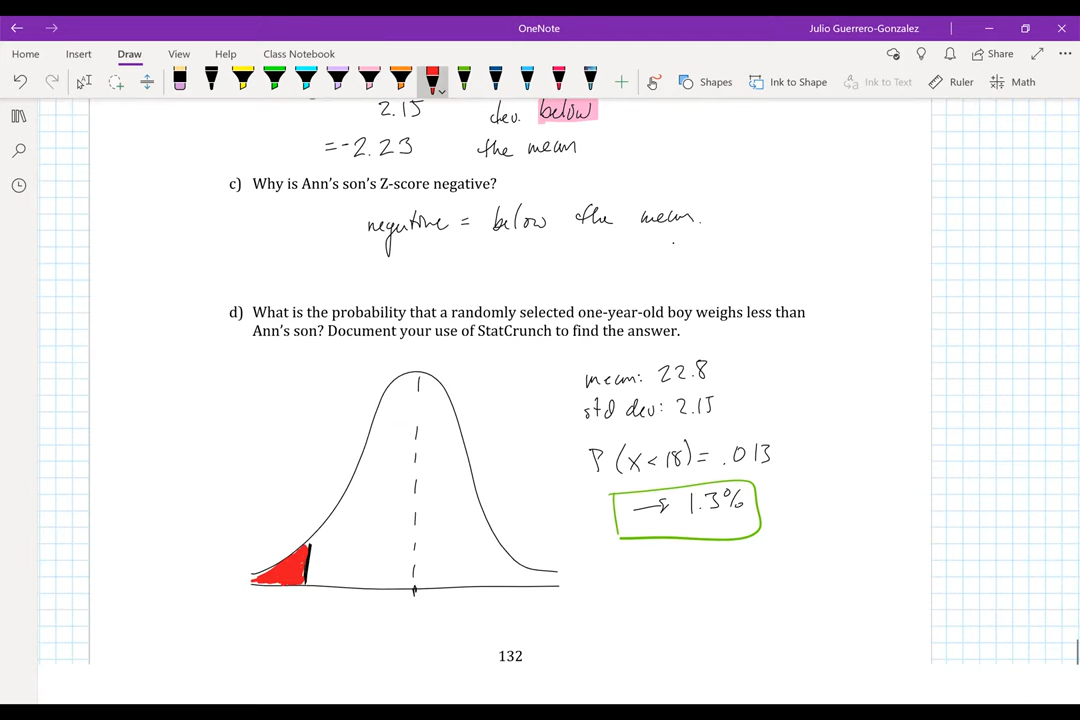 OneNote
Julio Guerrero-Gonzalez
Home Insert Draw View Help Class Notebook
Share
Shapes Ink to Shape Ink to Text Ruler Math
2.15 dev. below
= -2.23 the mean
c) Why is Ann's son's Z-score negative?
negative = below the mean.
d) What is the probability that a randomly selected one-year-old boy weighs less than
Ann's son? Document your use of StatCrunch to find the answer.
mean: 22.8
std dev: 2.15
P(x < 18) = .013
→ 1.3%
132